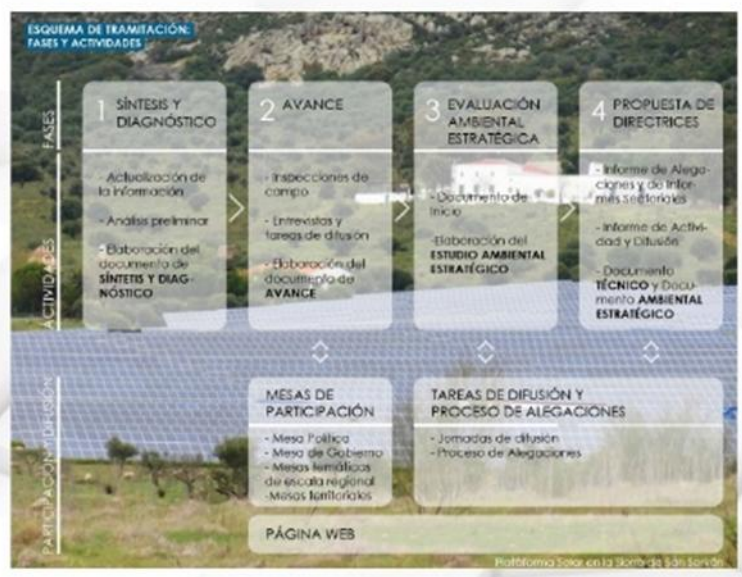 ESQUEMA DE TRAMITACIÓN:
FASES Y ACTIVIDADES
FASES
1 SÍNTESIS Y
DIAGNÓSTICO
2 AVANCE
3 EVALUACIÓN
AMBIENTAL
ESTRATÉGICA
4 PROPUESTA DE
DIRECTRICES
ACTIVIDADES
- Actualización de
la información
- Análisis preliminar
- Elaboración del
documento de
SÍNTETIS Y DIAG-
NÓSTICO
- Inspecciones de
campo
- Entrevistas y
tareas de difusión
- Elaboración del
documento de
AVANCE
- Documento de
Inicio
-Elaboración del
ESTUDIO AMBIENTAL
ESTRATÉGICO
- Informe de Alega-
ciones y de Infor-
mes Sectoriales
- Informe de Activi-
dad y Difusión
- Documento
TÉCNICO y Docu-
mento AMBIENTAL
ESTRATÉGICO
PARTICIPACIÓN Y DIFUSIÓN
MESAS DE
PARTICIPACIÓN
- Mesa Política
- Mesa de Gobierno
- Mesas temáticas
de escala regional
-Mesas territoriales
TAREAS DE DIFUSIÓN Y
PROCESO DE ALEGACIONES
- Jornadas de difusión
- Proceso de Alegaciones
PÁGINA WEB
Plataforma Solar en la Sierra de San Serván